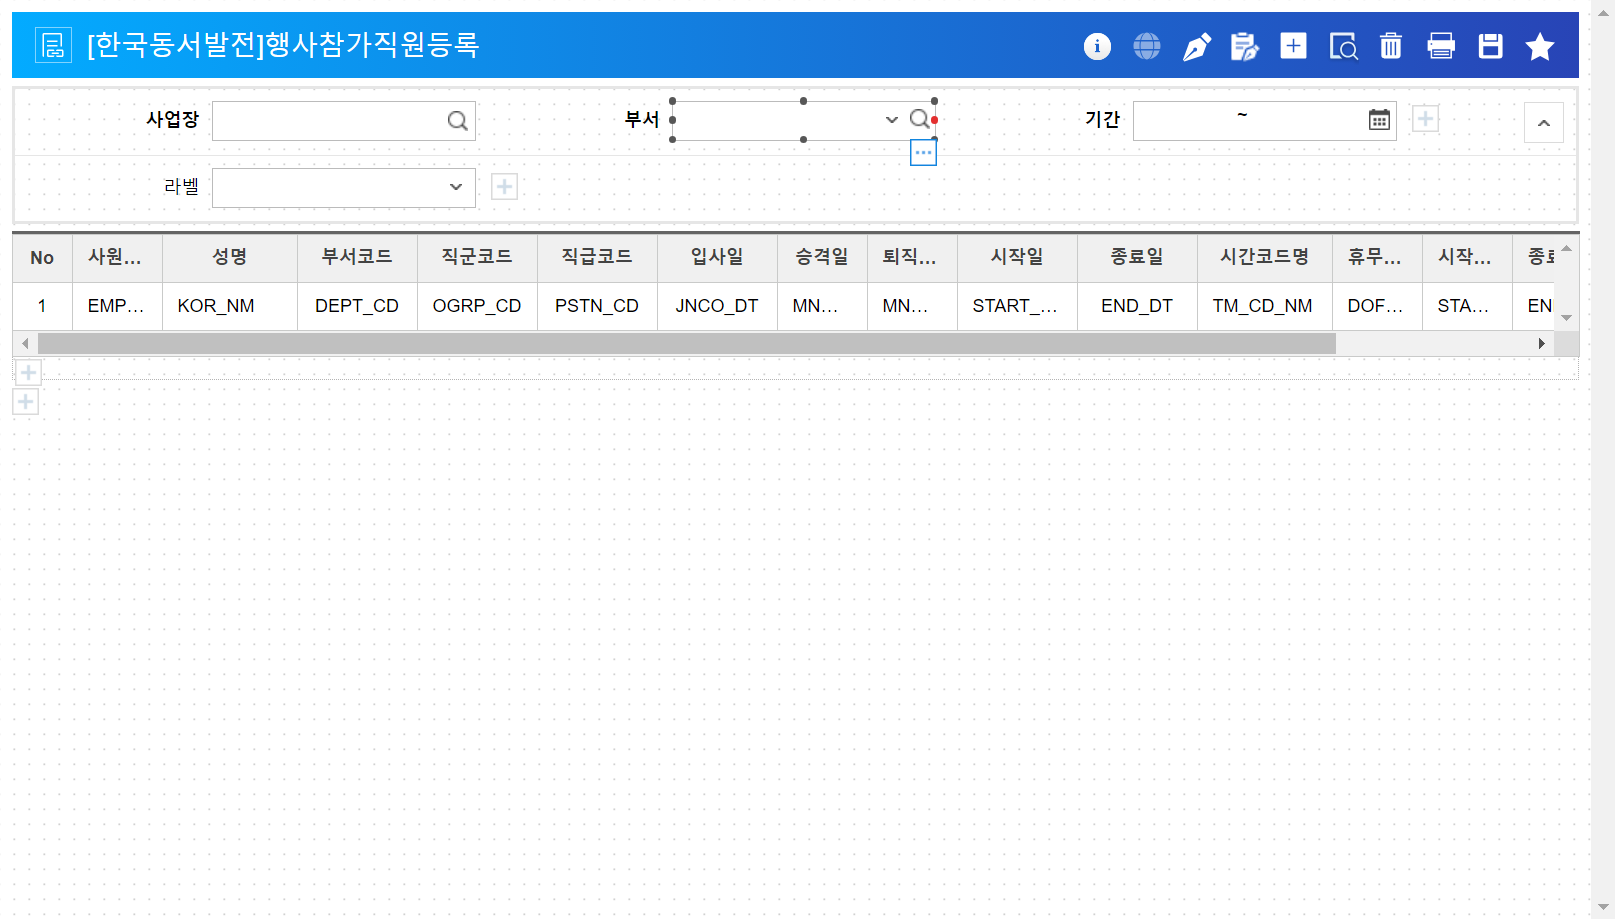 [한국동서발전]행사참가직원등록
사업장 부서 기간 ~
라벨
No 사원... 성명 부서코드 직군코드 직급코드 입사일 승격일 퇴직... 시작일 종료일 시간코드명 휴무... 시작... 종료
1 EMP... KOR_NM DEPT_CD OGRP_CD PSTN_CD JNCO_DT MN... MN... START_... END_DT TM_CD_NM DOF... STA... EN